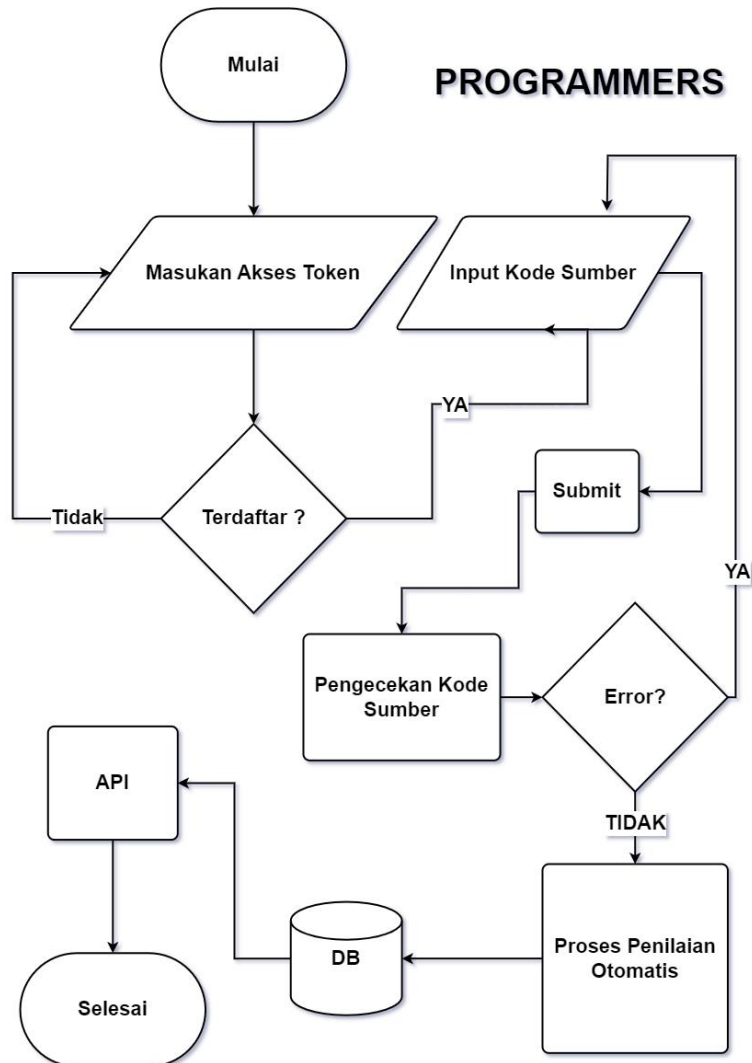 Mulai
PROGRAMMERS
Masukan Akses Token
Input Kode Sumber
YA
Submit
Terdaftar ?
Tidak
YA
Pengecekan Kode
Sumber
Error?
API
TIDAK
Proses Penilaian
Otomatis
DB
Selesai